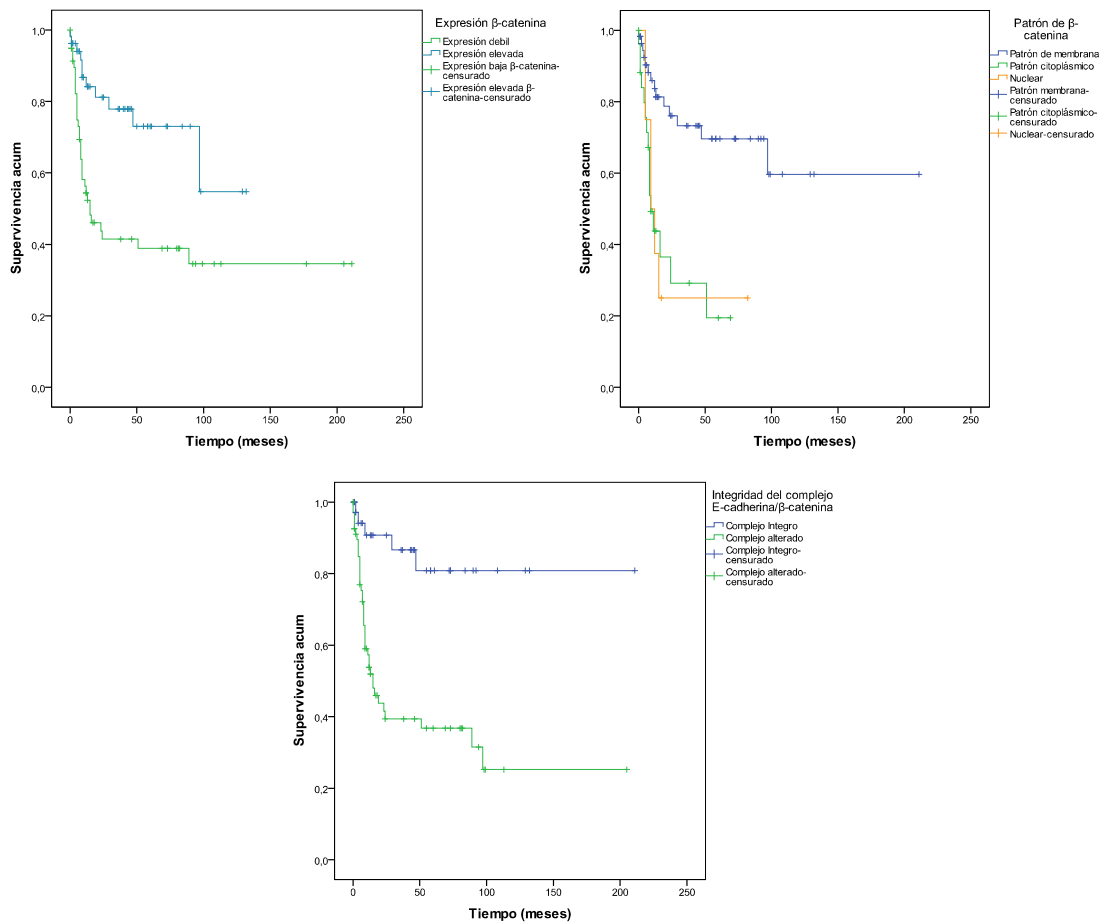 Expresión β-catenina
Expresión debil
Expresión elevada
Expresión baja β-catenina-
censurado
Expresión elevada β-
catenina-censurado
Supervivencia acum
1,0
0,8
0,6
0,4
0,2
0,0
0
50
100
150
200
250
Tiempo (meses)
Patrón de β-
catenina
Patrón de membrana
Patrón citoplásmico
Nuclear
Patrón membrana-
censurado
Patrón citoplásmico-
censurado
Nuclear-censurado
Supervivencia acum
1,0
0,8
0,6
0,4
0,2
0,0
0
50
100
150
200
250
Tiempo (meses)
Integridad del complejo
E-cadherina/β-catenina
Complejo Integro
Complejo alterado
Complejo Integro-
censurado
Complejo alterado-
censurado
Supervivencia acum
1,0
0,8
0,6
0,4
0,2
0,0
0
50
100
150
200
250
Tiempo (meses)